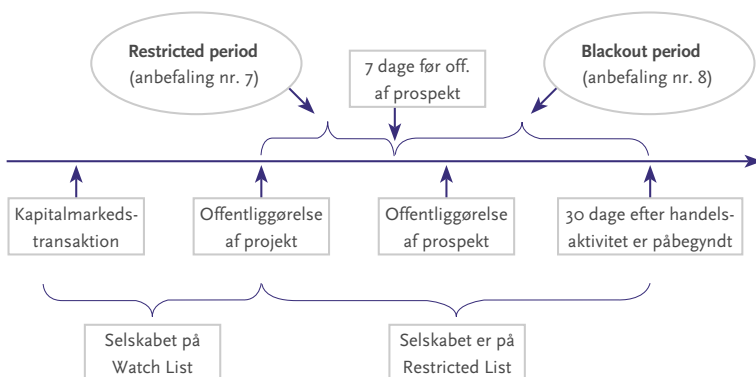 Restricted period
(anbefaling nr. 7)
7 dage før off.
af prospekt
Blackout period
(anbefaling nr. 8)
Kapitalmarkeds-
transaktion
Offentliggørelse
af projekt
Offentliggørelse
af prospekt
30 dage efter handels-
aktivitet er påbegyndt
Selskabet på
Watch List
Selskabet er på
Restricted List